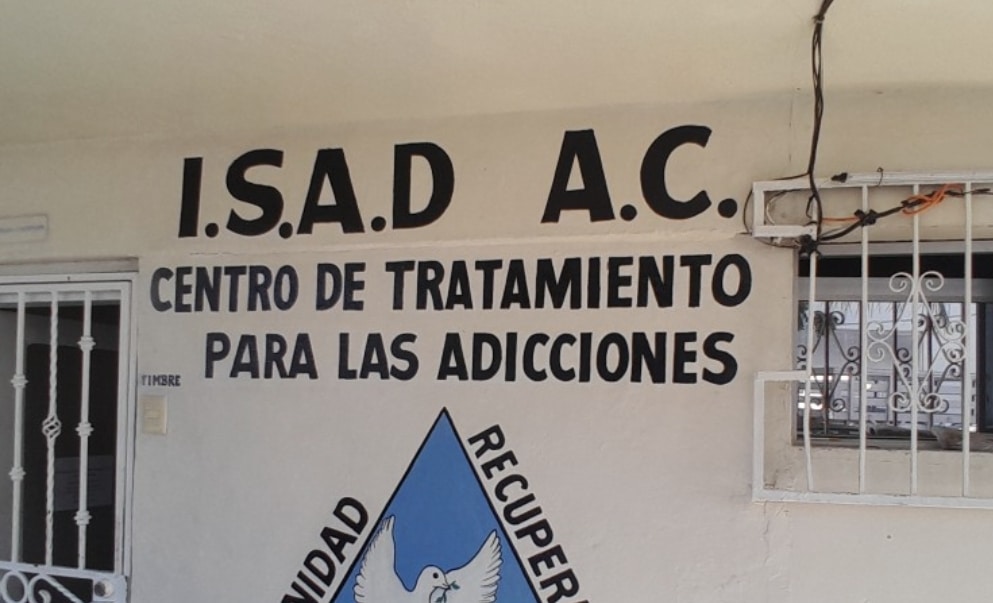 I.S.A.D A.C.
CENTRO DE TRATAMIENTO
PARA LAS ADICCIONES
TIMBRE